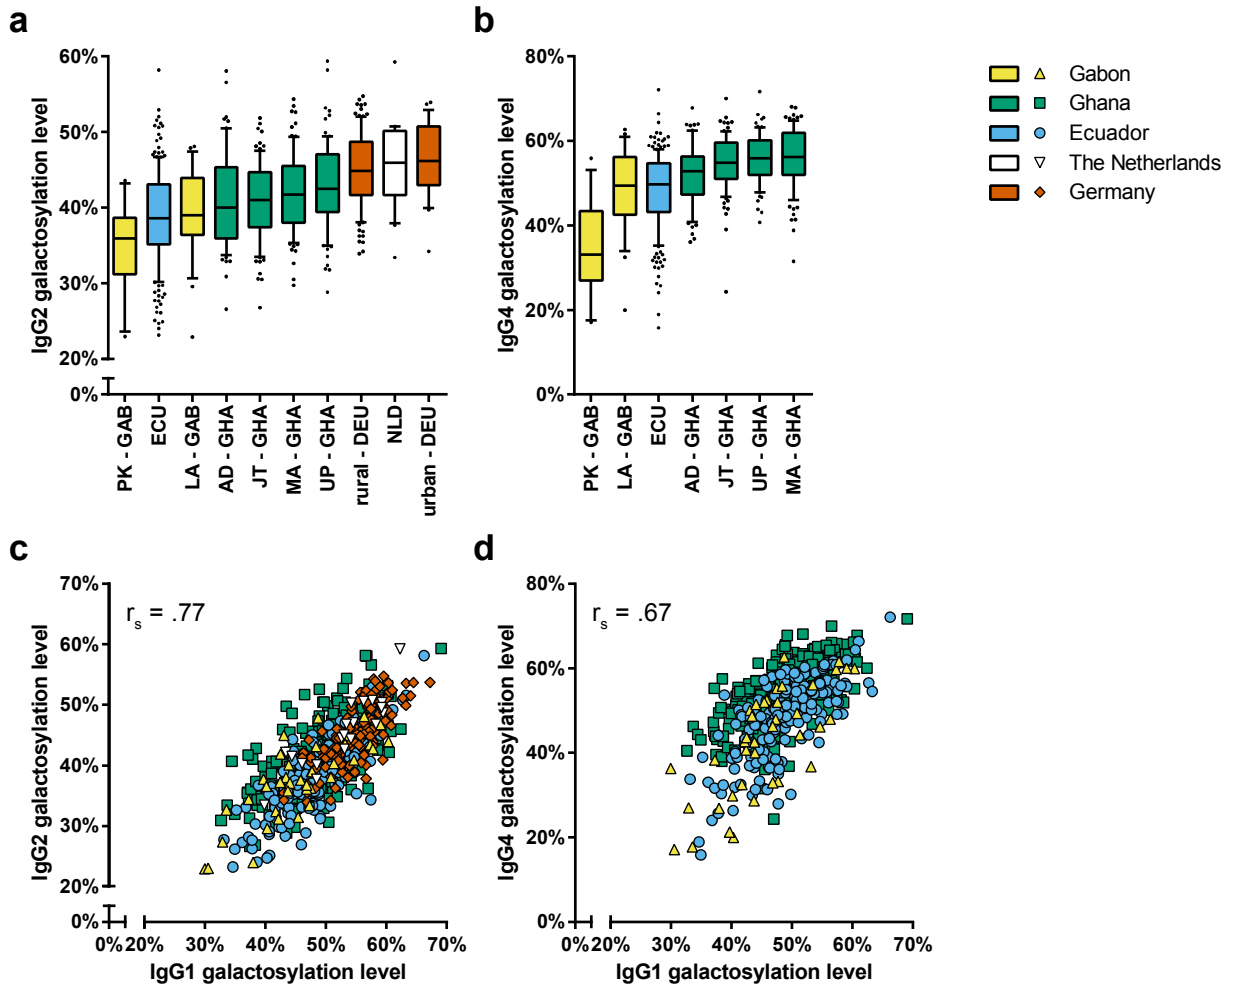 a
b
IgG2 galactosylation level
60%
50%
40%
30%
20%
0%
PK - GAB
ECU
LA - GAB
AD - GHA
JT - GHA
MA - GHA
UP - GHA
rural - DEU
NLD
urban - DEU
IgG4 galactosylation level
80%
60%
40%
20%
0%
PK - GAB
LA - GAB
ECU
AD - GHA
JT - GHA
UP - GHA
MA - GHA
Gabon
Ghana
Ecuador
The Netherlands
Germany
c
d
IgG2 galactosylation level
70%
60%
50%
40%
30%
20%
0%
rs = .77
0% 20% 30% 40% 50% 60% 70%
IgG1 galactosylation level
IgG4 galactosylation level
80%
60%
40%
20%
0%
rs = .67
0% 20% 30% 40% 50% 60% 70%
IgG1 galactosylation level